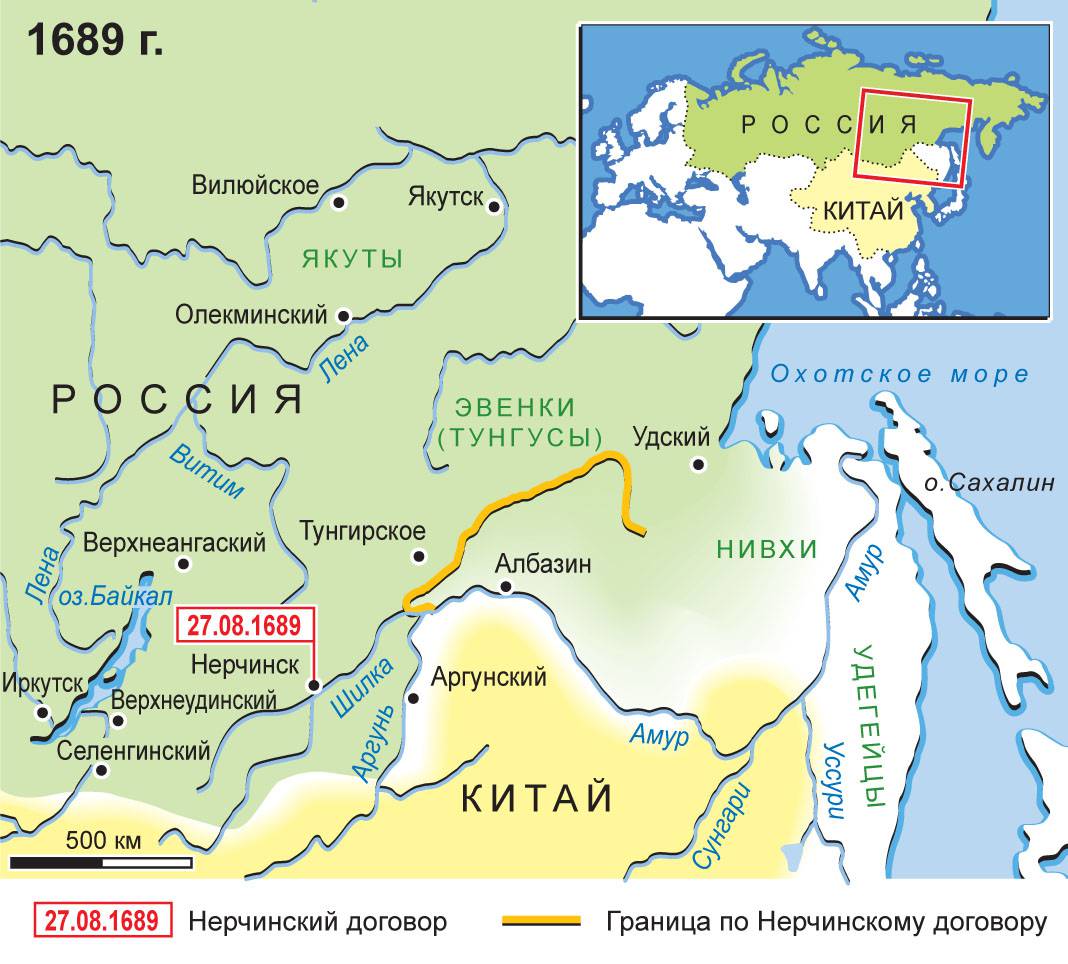 1689 г.
РОССИЯ
КИТАЙ
Вилюйское
Якутск
ЯКУТЫ
Олекминский
Лена
Охотское море
РОССИЯ
ЭВЕНКИ
(ТУНГУСЫ)
Удский
Витим
о.Сахалин
Тунгирское
Верхнеангаский
НИВХИ
Албазин
Лена
Амур
оз.Байкал
27.08.1689
Нерчинск
Шилка
Аргунский
УДЕГЕЙЦЫ
Иркутск
Верхнеудинский
Аргунь
Амур
Селенгинский
Уссури
КИТАЙ
Сунгари
500 км
27.08.1689 Нерчинский договор
Граница по Нерчинскому договору